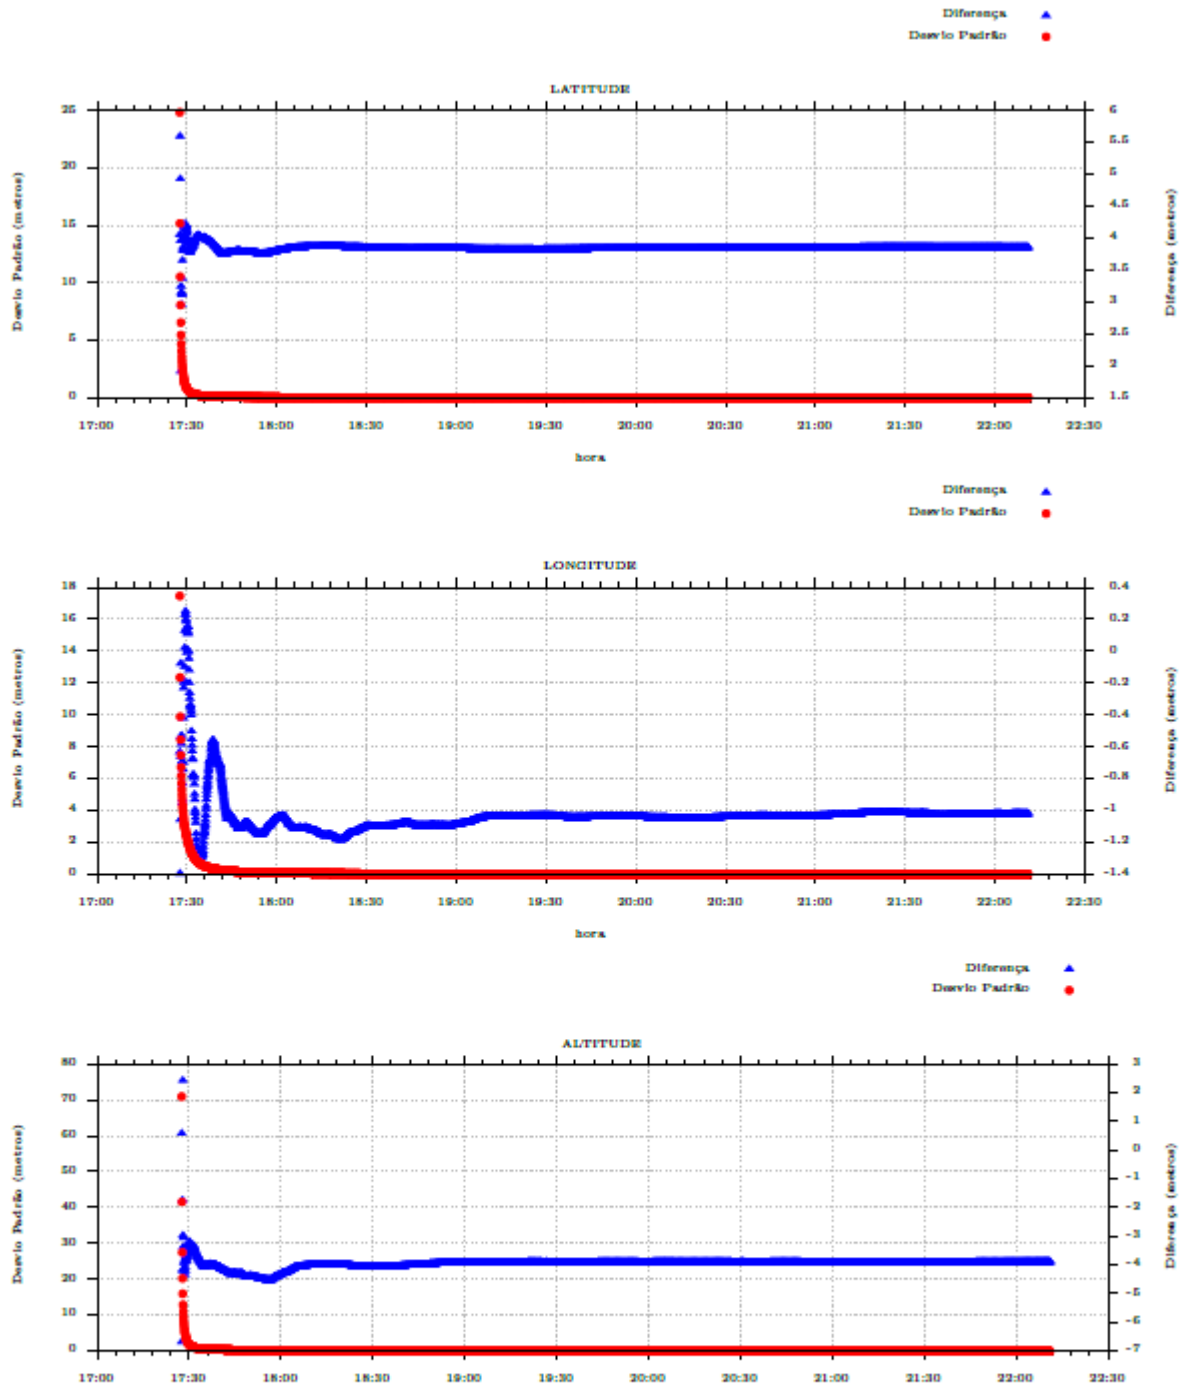 Diferença
Desvio Padrão
LATITUDE
25
20
15
10
5
0
Desvio Padrão (metros)
6
5.5
5
4.5
4
3.5
3
2.5
2
1.5
Diferença (metros)
17:00 17:30 18:00 18:30 19:00 19:30 20:00 20:30 21:00 21:30 22:00 22:30
hora
Diferença
Desvio Padrão
LONGITUDE
18
16
14
12
10
8
6
4
2
0
Desvio Padrão (metros)
0.4
0.2
0
-0.2
-0.4
-0.6
-0.8
-1
-1.2
-1.4
Diferença (metros)
17:00 17:30 18:00 18:30 19:00 19:30 20:00 20:30 21:00 21:30 22:00 22:30
hora
Diferença
Desvio Padrão
ALTITUDE
80
70
60
50
40
30
20
10
0
Desvio Padrão (metros)
3
2
1
0
-1
-2
-3
-4
-5
-6
-7
Diferença (metros)
17:00 17:30 18:00 18:30 19:00 19:30 20:00 20:30 21:00 21:30 22:00 22:30